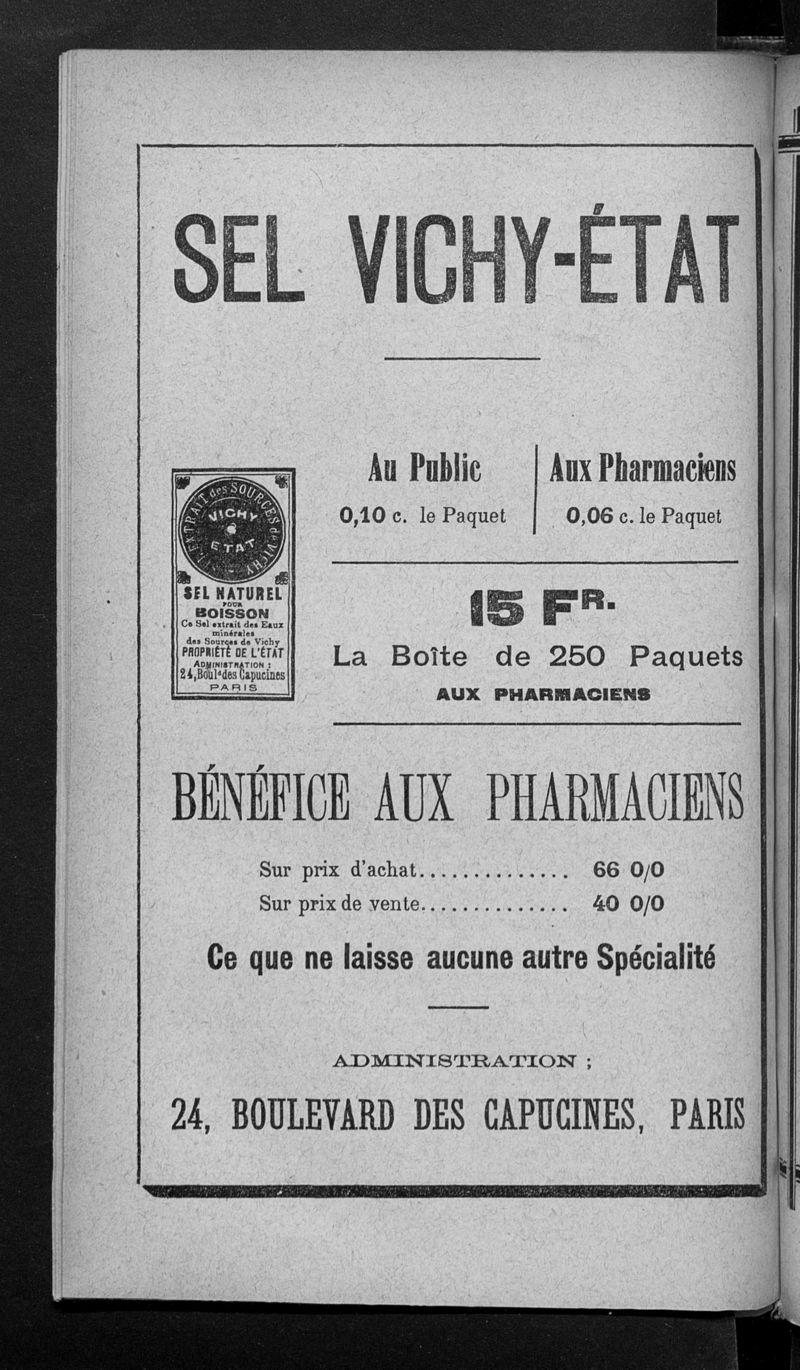 SEL VICHY-ÉTAT
EXTRAIT des SOURCES de VICHY
VICHY
ETAT
SEL NATUREL
POUR
BOISSON
Ce Sel extrait des Eaux
minérales
des Sources de Vichy
PROPRIÉTÉ DE L'ÉTAT
ADMINISTRATION :
24, Boulᵈ des Capucines
PARIS
Au Public
0,10 c. le Paquet
Aux Pharmaciens
0,06 c. le Paquet
15 FR.
La Boîte de 250 Paquets
AUX PHARMACIENS
BÉNÉFICE AUX PHARMACIENS
Sur prix d'achat.............. 66 0/0
Sur prix de vente.............. 40 0/0
Ce que ne laisse aucune autre Spécialité
ADMINISTRATION ;
24, BOULEVARD DES CAPUCINES, PARIS